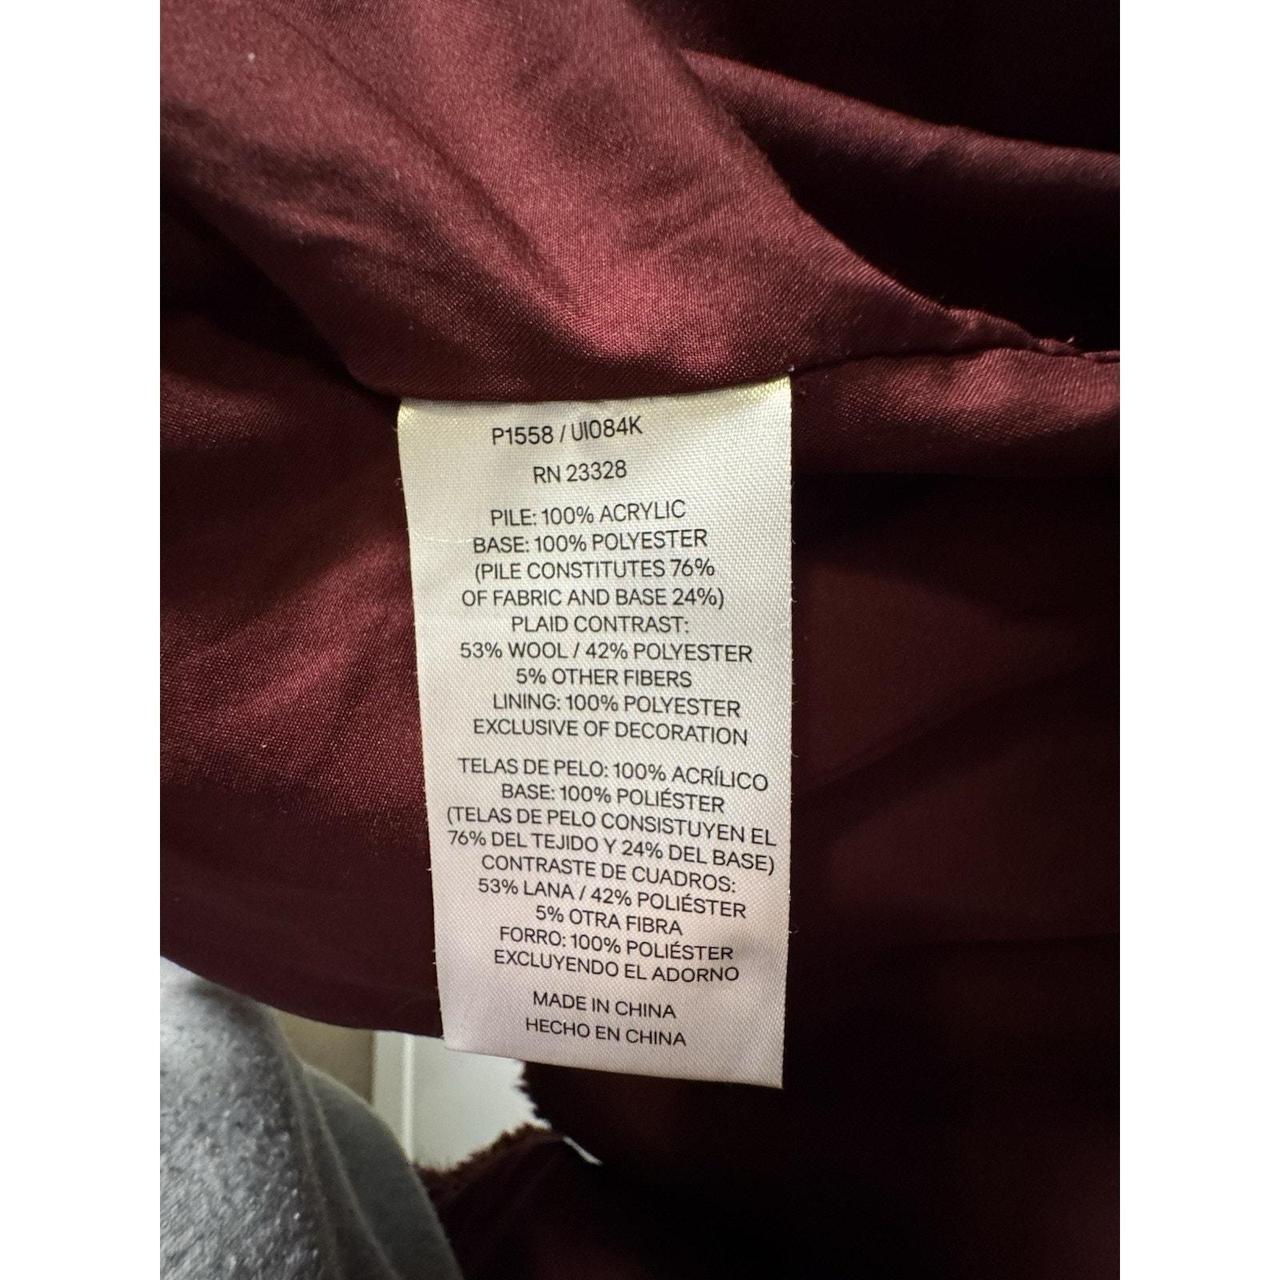 P1558 / UI084K
RN 23328
PILE: 100% ACRYLIC
BASE: 100% POLYESTER
(PILE CONSTITUTES 76%
OF FABRIC AND BASE 24%)
PLAID CONTRAST:
53% WOOL / 42% POLYESTER
5% OTHER FIBERS
LINING: 100% POLYESTER
EXCLUSIVE OF DECORATION
TELAS DE PELO: 100% ACRÍLICO
BASE: 100% POLIÉSTER
(TELAS DE PELO CONSISTUYEN EL
76% DEL TEJIDO Y 24% DEL BASE)
CONTRASTE DE CUADROS:
53% LANA / 42% POLIÉSTER
5% OTRA FIBRA
FORRO: 100% POLIÉSTER
EXCLUYENDO EL ADORNO
MADE IN CHINA
HECHO EN CHINA